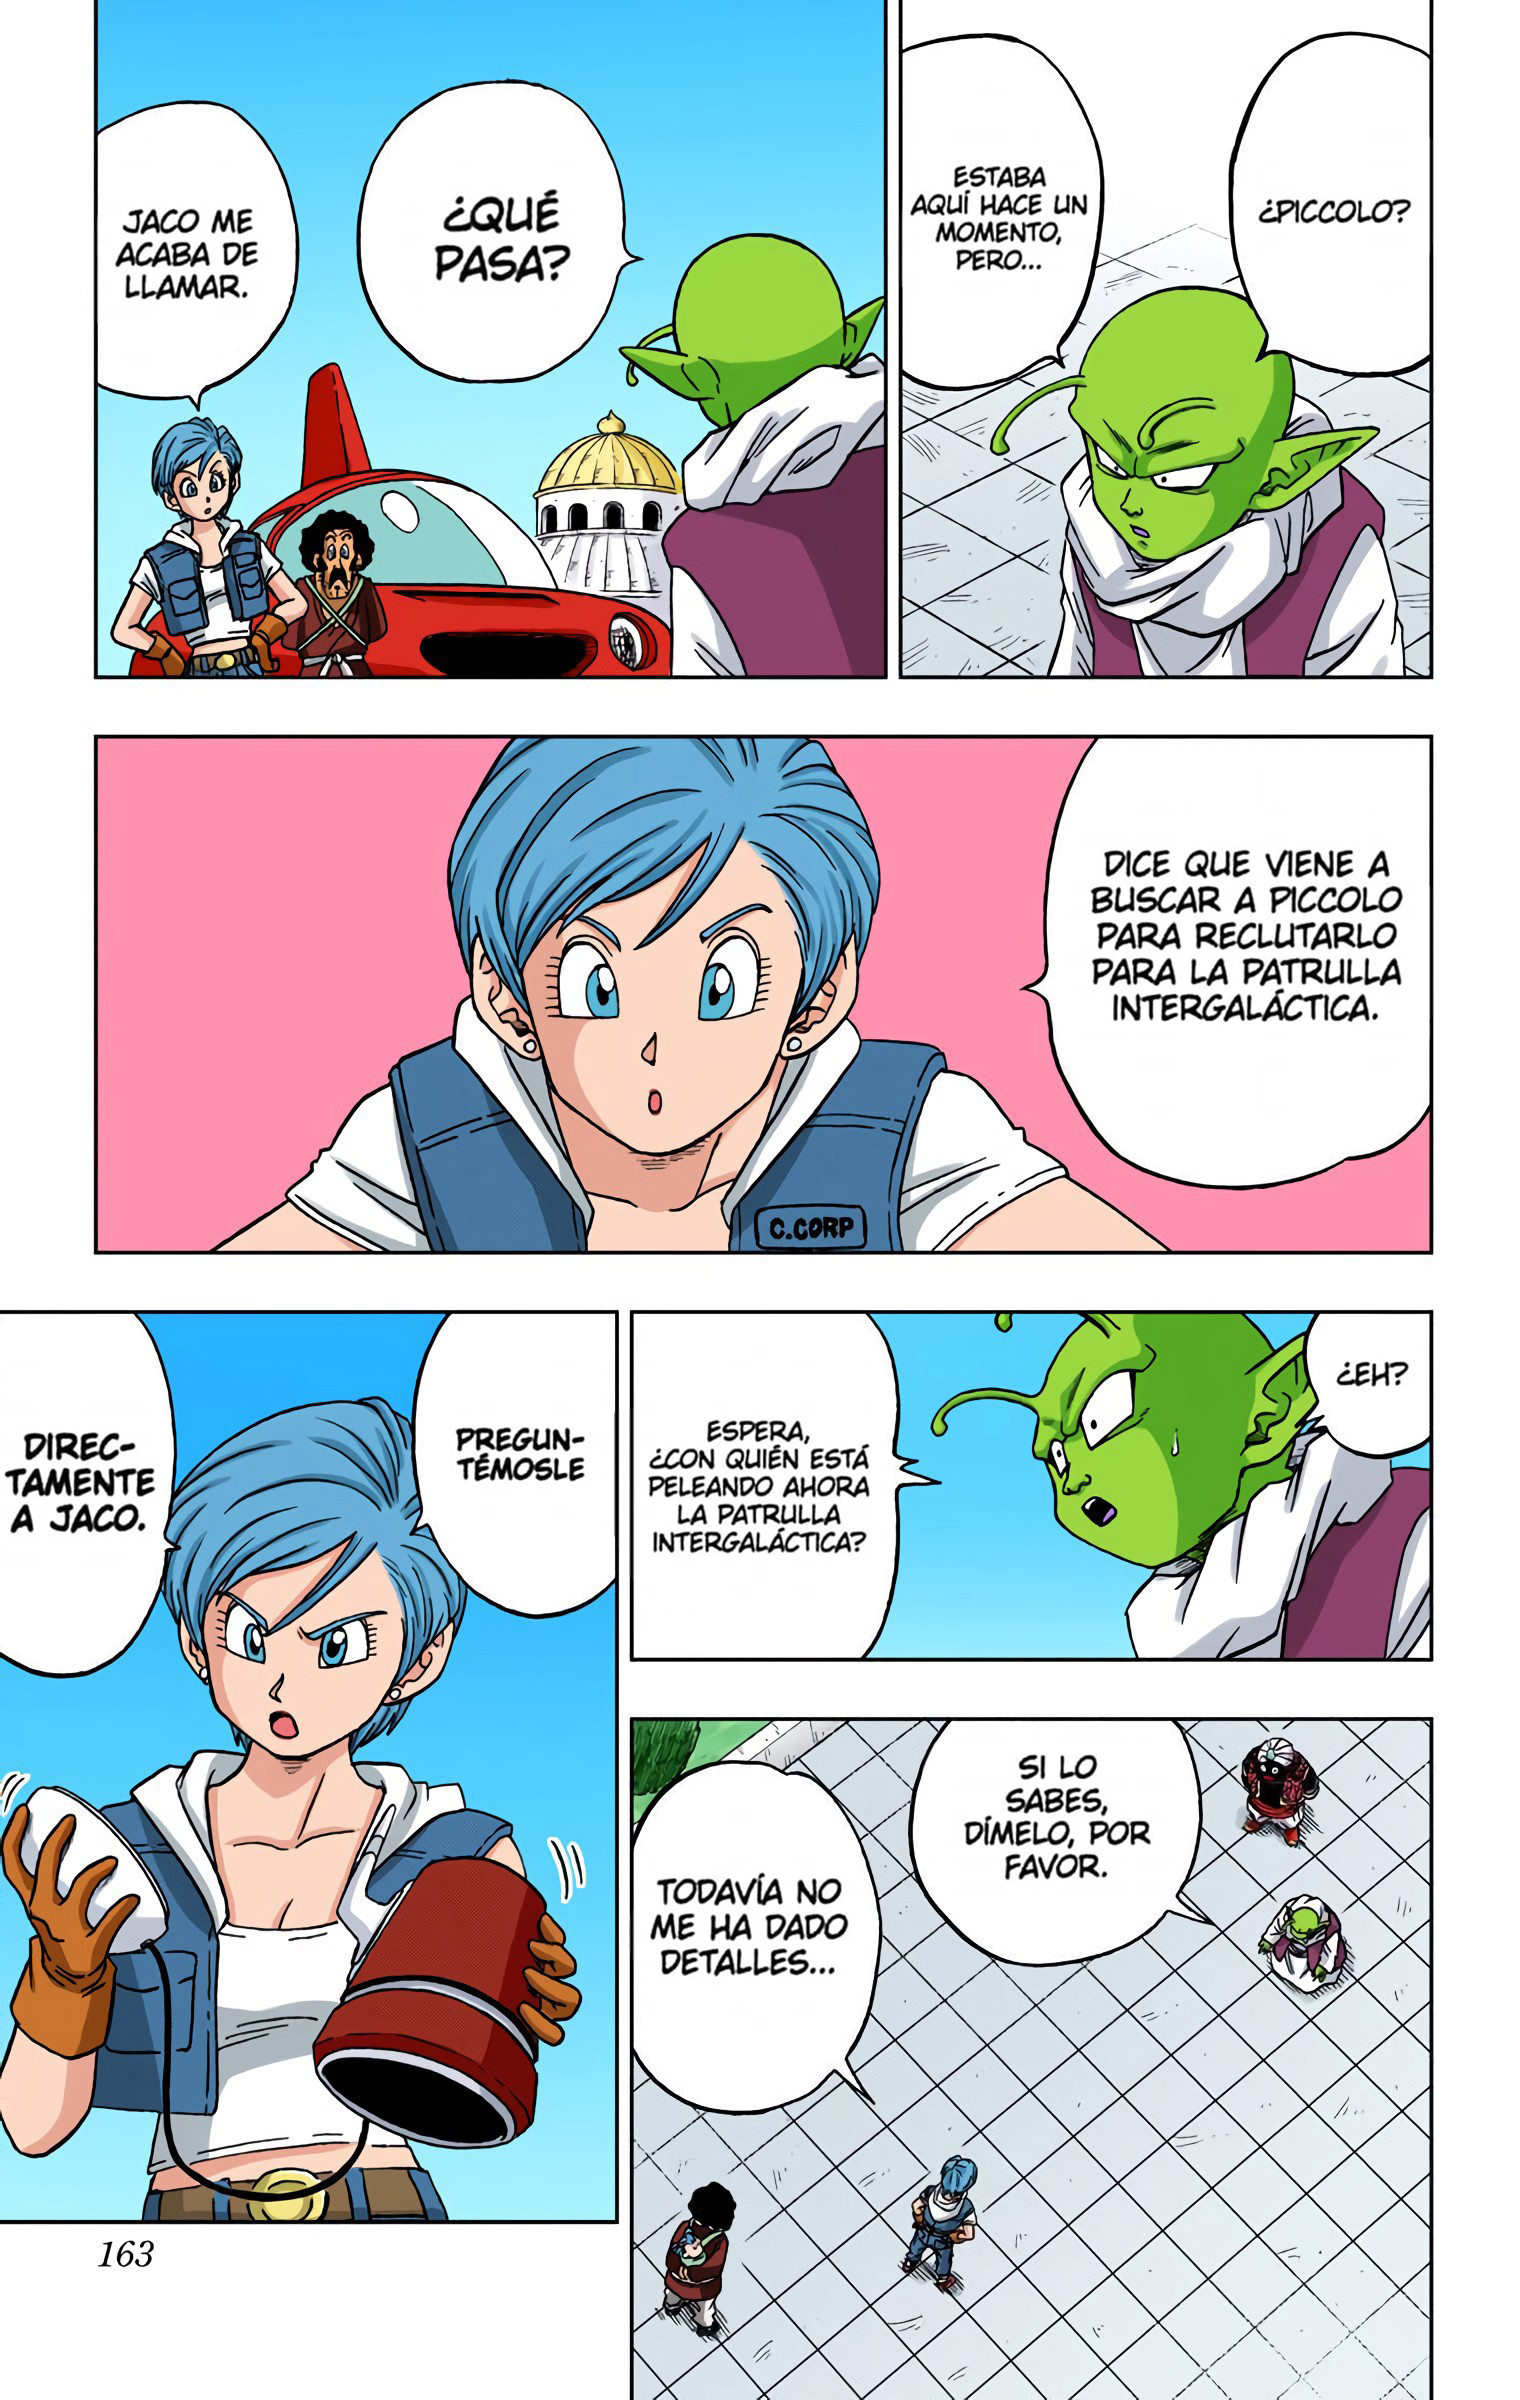 ¿PICCOLO?
ESTABA
AQUÍ HACE UN
MOMENTO,
PERO...
¿QUÉ
PASA?
JACO ME
ACABA DE
LLAMAR.
DICE QUE VIENE A
BUSCAR A PICCOLO
PARA RECLUTARLO
PARA LA PATRULLA
INTERGALÁCTICA.
C.CORP
¿EH?
ESPERA,
¿CON QUIÉN ESTÁ
PELEANDO AHORA
LA PATRULLA
INTERGALÁCTICA?
SI LO
SABES,
DÍMELO, POR
FAVOR.
TODAVÍA NO
ME HA DADO
DETALLES...
PREGUN-
TÉMOSLE
DIREC-
TAMENTE
A JACO.
163